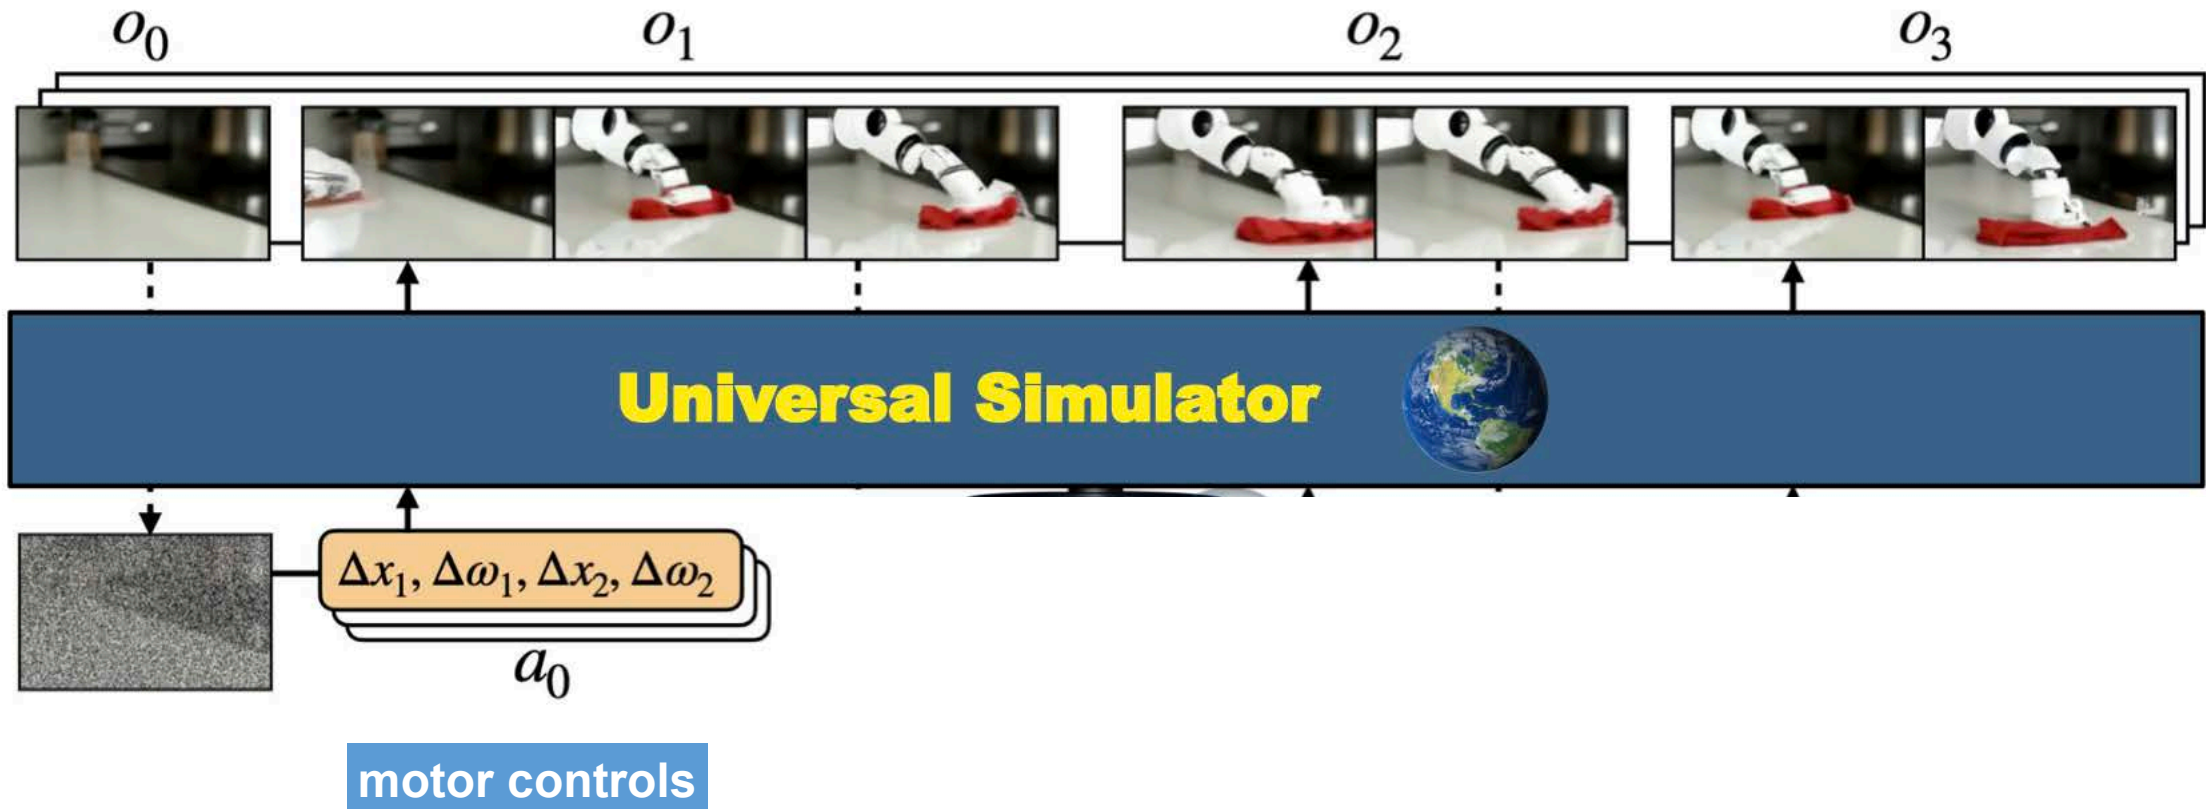 o₀ o₁ o₂ o₃
Universal Simulator
Δx₁, Δω₁, Δx₂, Δω₂
a₀
motor controls